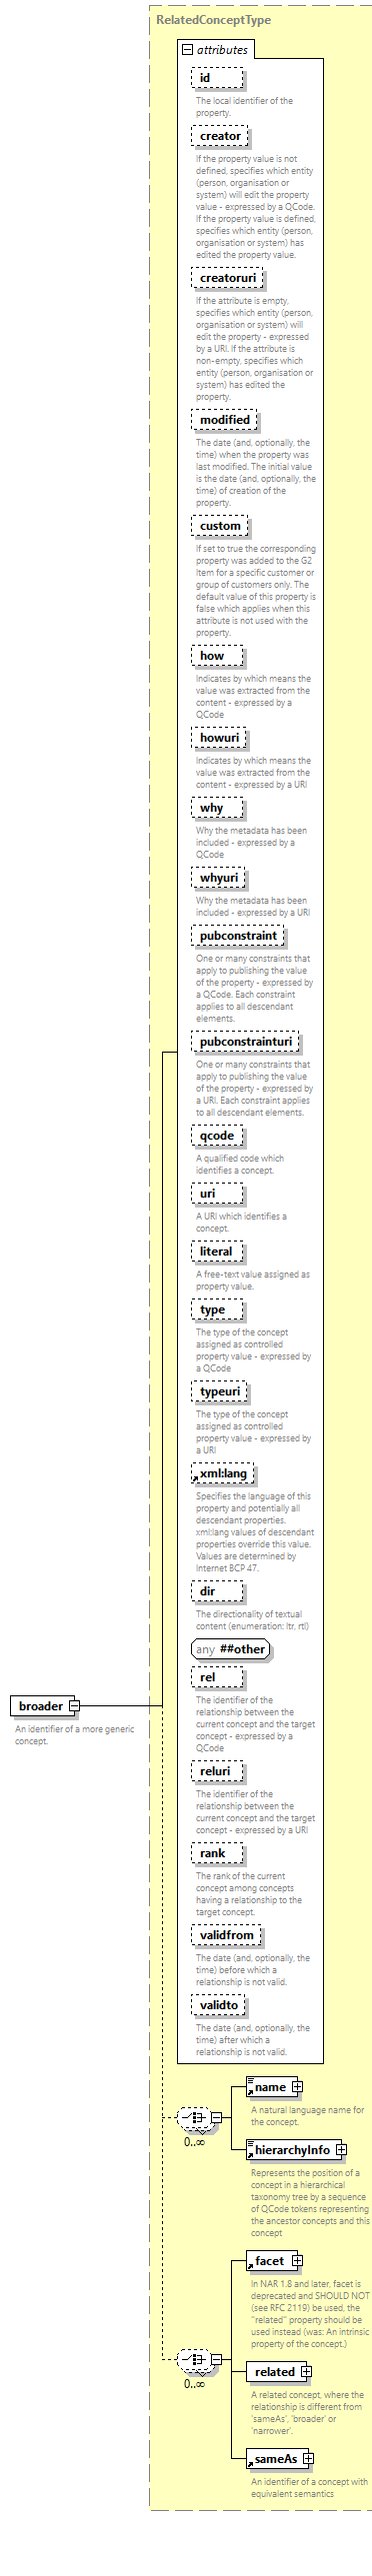 RelatedConceptType
attributes
id
The local identifier of the
property.
creator
If the property value is not
defined, specifies which entity
(person, organisation or
system) will edit the property
value - expressed by a QCode.
If the property value is defined,
specifies which entity (person,
organisation or system) has
edited the property value.
creatoruri
If the attribute is empty,
specifies which entity (person,
organisation or system) will
edit the property - expressed
by a URI. If the attribute is
non-empty, specifies which
entity (person, organisation or
system) has edited the
property.
modified
The date (and, optionally, the
time) when the property was
last modified. The initial value
is the date (and, optionally, the
time) of creation of the
property.
custom
If set to true the corresponding
property was added to the G2
Item for a specific customer or
group of customers only. The
default value of this property is
false which applies when this
attribute is not used with the
property.
how
Indicates by which means the
value was extracted from the
content - expressed by a
QCode
howuri
Indicates by which means the
value was extracted from the
content - expressed by a URI
why
Why the metadata has been
included - expressed by a
QCode
whyuri
Why the metadata has been
included - expressed by a URI
pubconstraint
One or many constraints that
apply to publishing the value
of the property - expressed by
a QCode. Each constraint
applies to all descendant
elements.
pubconstrainturi
One or many constraints that
apply to publishing the value
of the property - expressed by
a URI. Each constraint applies
to all descendant elements.
qcode
A qualified code which
identifies a concept.
uri
A URI which identifies a
concept.
literal
A free-text value assigned as
property value.
type
The type of the concept
assigned as controlled
property value - expressed by
a QCode
typeuri
The type of the concept
assigned as controlled
property value - expressed by
a URI
xml:lang
Specifies the language of this
property and potentially all
descendant properties.
xml:lang values of descendant
properties override this value.
Values are determined by
Internet BCP 47.
dir
The directionality of textual
content (enumeration: ltr, rtl)
any ##other
rel
The identifier of the
relationship between the
current concept and the target
concept - expressed by a
QCode
reluri
The identifier of the
relationship between the
current concept and the target
concept - expressed by a URI
rank
The rank of the current
concept among concepts
having a relationship to the
target concept.
validfrom
The date (and, optionally, the
time) before which a
relationship is not valid.
validto
The date (and, optionally, the
time) after which a
relationship is not valid.
broader
An identifier of a more generic
concept.
0..∞
name
A natural language name for
the concept.
hierarchyInfo
Represents the position of a
concept in a hierarchical
taxonomy tree by a sequence
of QCode tokens representing
the ancestor concepts and this
concept
0..∞
facet
In NAR 1.8 and later, facet is
deprecated and SHOULD NOT
(see RFC 2119) be used, the
"related" property should be
used instead (was: An intrinsic
property of the concept.)
related
A related concept, where the
relationship is different from
'sameAs', 'broader' or
'narrower'.
sameAs
An identifier of a concept with
equivalent semantics